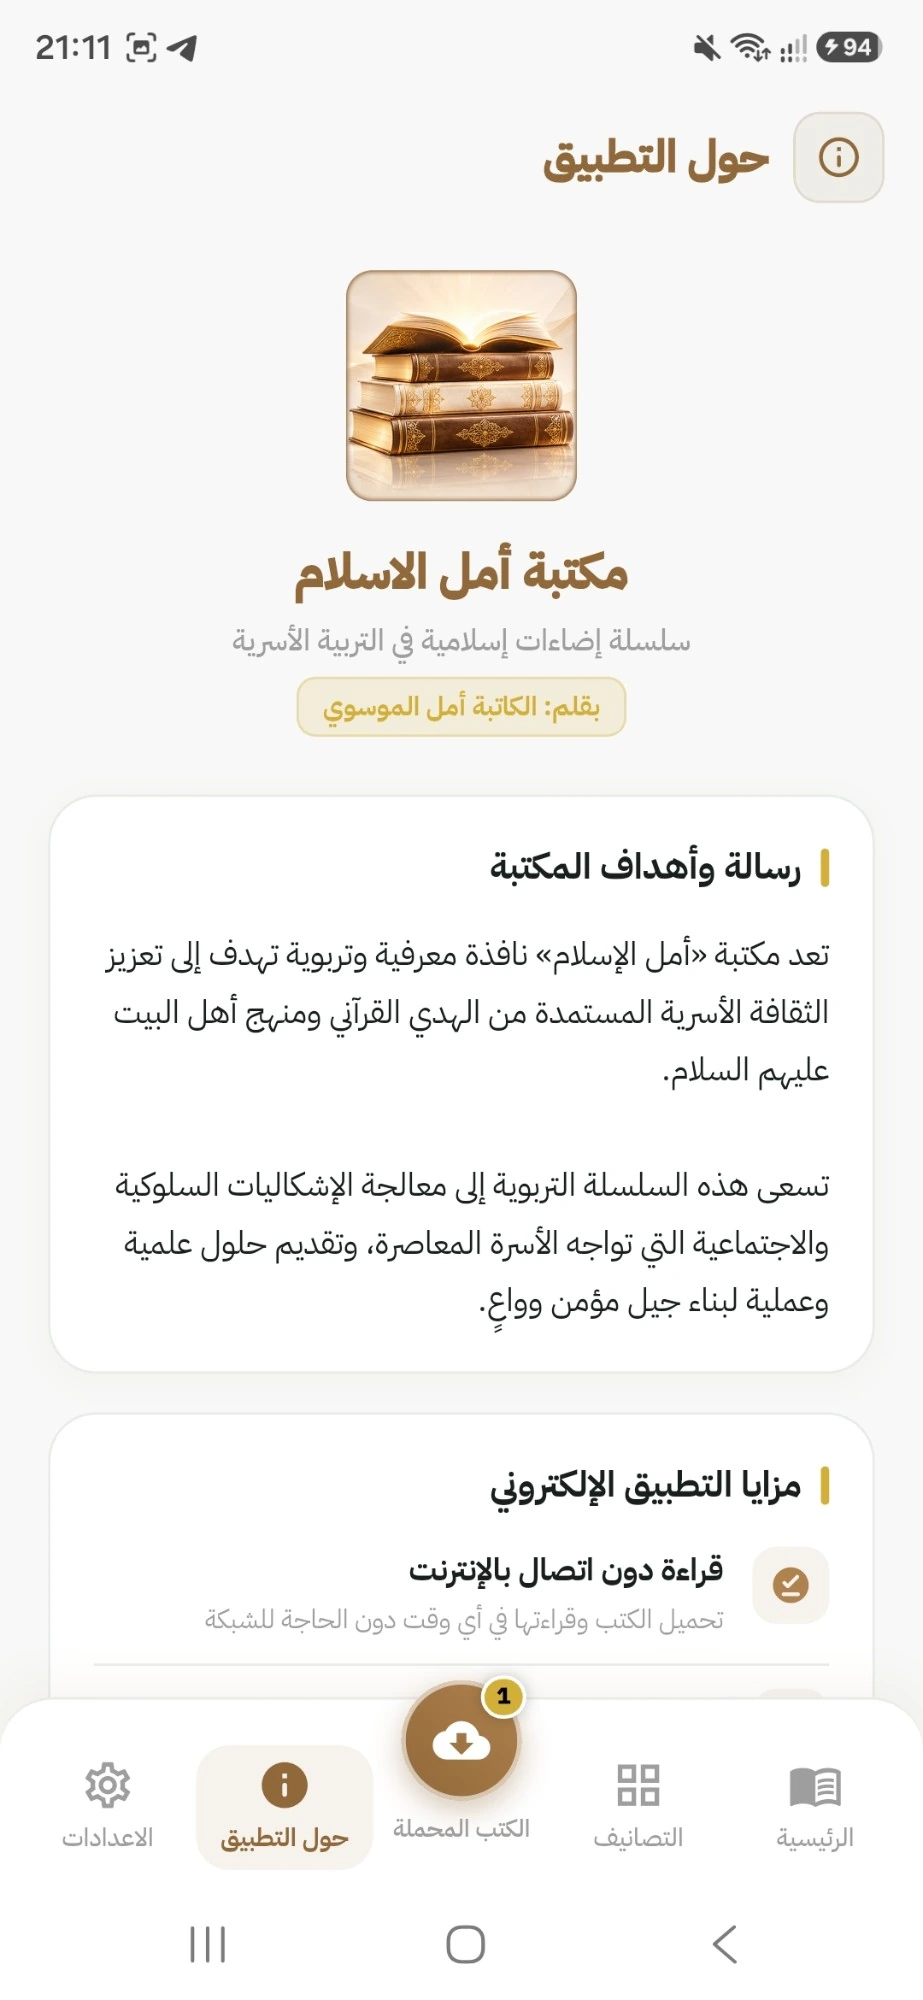 21:11
94
حول التطبيق
مكتبة أمل الاسلام
سلسلة إضاءات إسلامية في التربية الأسرية
بقلم: الكاتبة أمل الموسوي
رسالة وأهداف المكتبة
تعد مكتبة «أمل الإسلام» نافذة معرفية وتربوية تهدف إلى تعزيز
الثقافة الأسرية المستمدة من الهدي القرآني ومنهج أهل البيت
عليهم السلام.
تسعى هذه السلسلة التربوية إلى معالجة الإشكاليات السلوكية
والاجتماعية التي تواجه الأسرة المعاصرة، وتقديم حلول علمية
وعملية لبناء جيل مؤمن وواعٍ.
مزايا التطبيق الإلكتروني
قراءة دون اتصال بالإنترنت
تحميل الكتب وقراءتها في أي وقت دون الحاجة للشبكة
1
الرئيسية
التصانيف
الكتب المحملة
حول التطبيق
الاعدادات